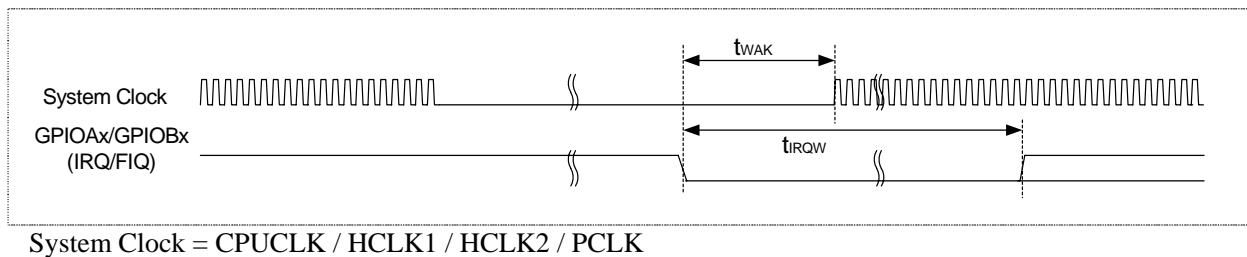 tWAK
System Clock
GPIOAx/GPIOBx
(IRQ/FIQ)
tIRQW
System Clock = CPUCLK / HCLK1 / HCLK2 / PCLK